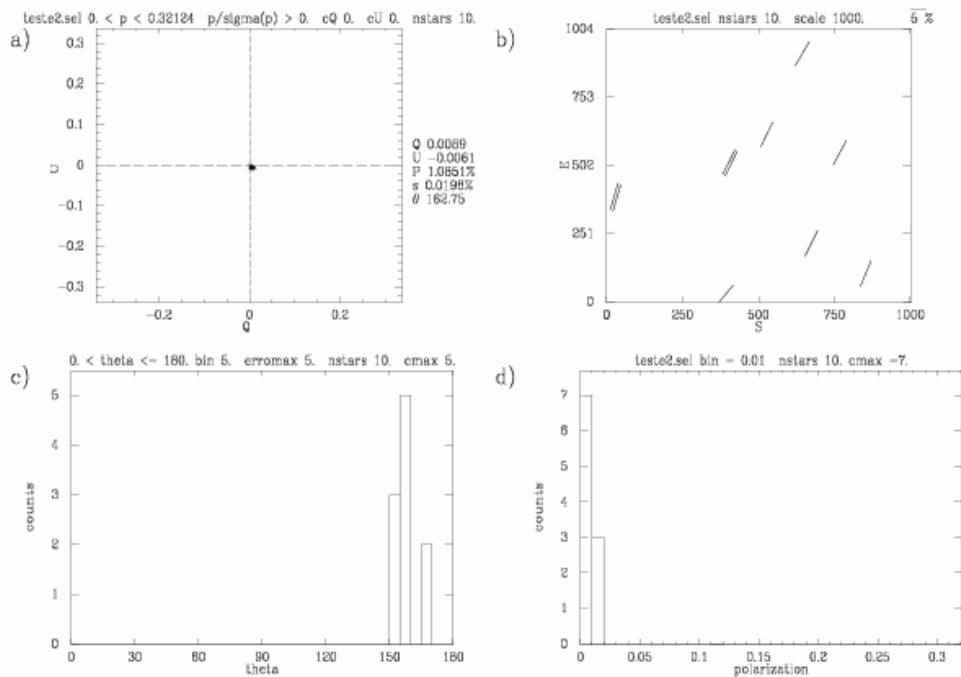 teste2.sel 0. < p < 0.32124 p/sigma(p) > 0. cQ 0. cU 0. nstars 10.
a)
0.3
0.2
0.1
0
-0.1
-0.2
-0.3
U
-0.2
0
0.2
Q
Q 0.0089
U -0.0061
P 1.0851%
s 0.0198%
θ 162.75
teste2.sel nstars 10. scale 1000.
5 %
b)
1004
753
502
251
0
E
0
250
500
750
1000
S
0. < theta <= 180. bin 5. erromax 5. nstars 10. cmax 5.
c)
5
4
3
2
1
0
counts
0
30
60
90
120
150
180
theta
teste2.sel bin = 0.01 nstars 10. cmax =7.
d)
7
6
5
4
3
2
1
0
counts
0
0.05
0.1
0.15
0.2
0.25
0.3
polarization